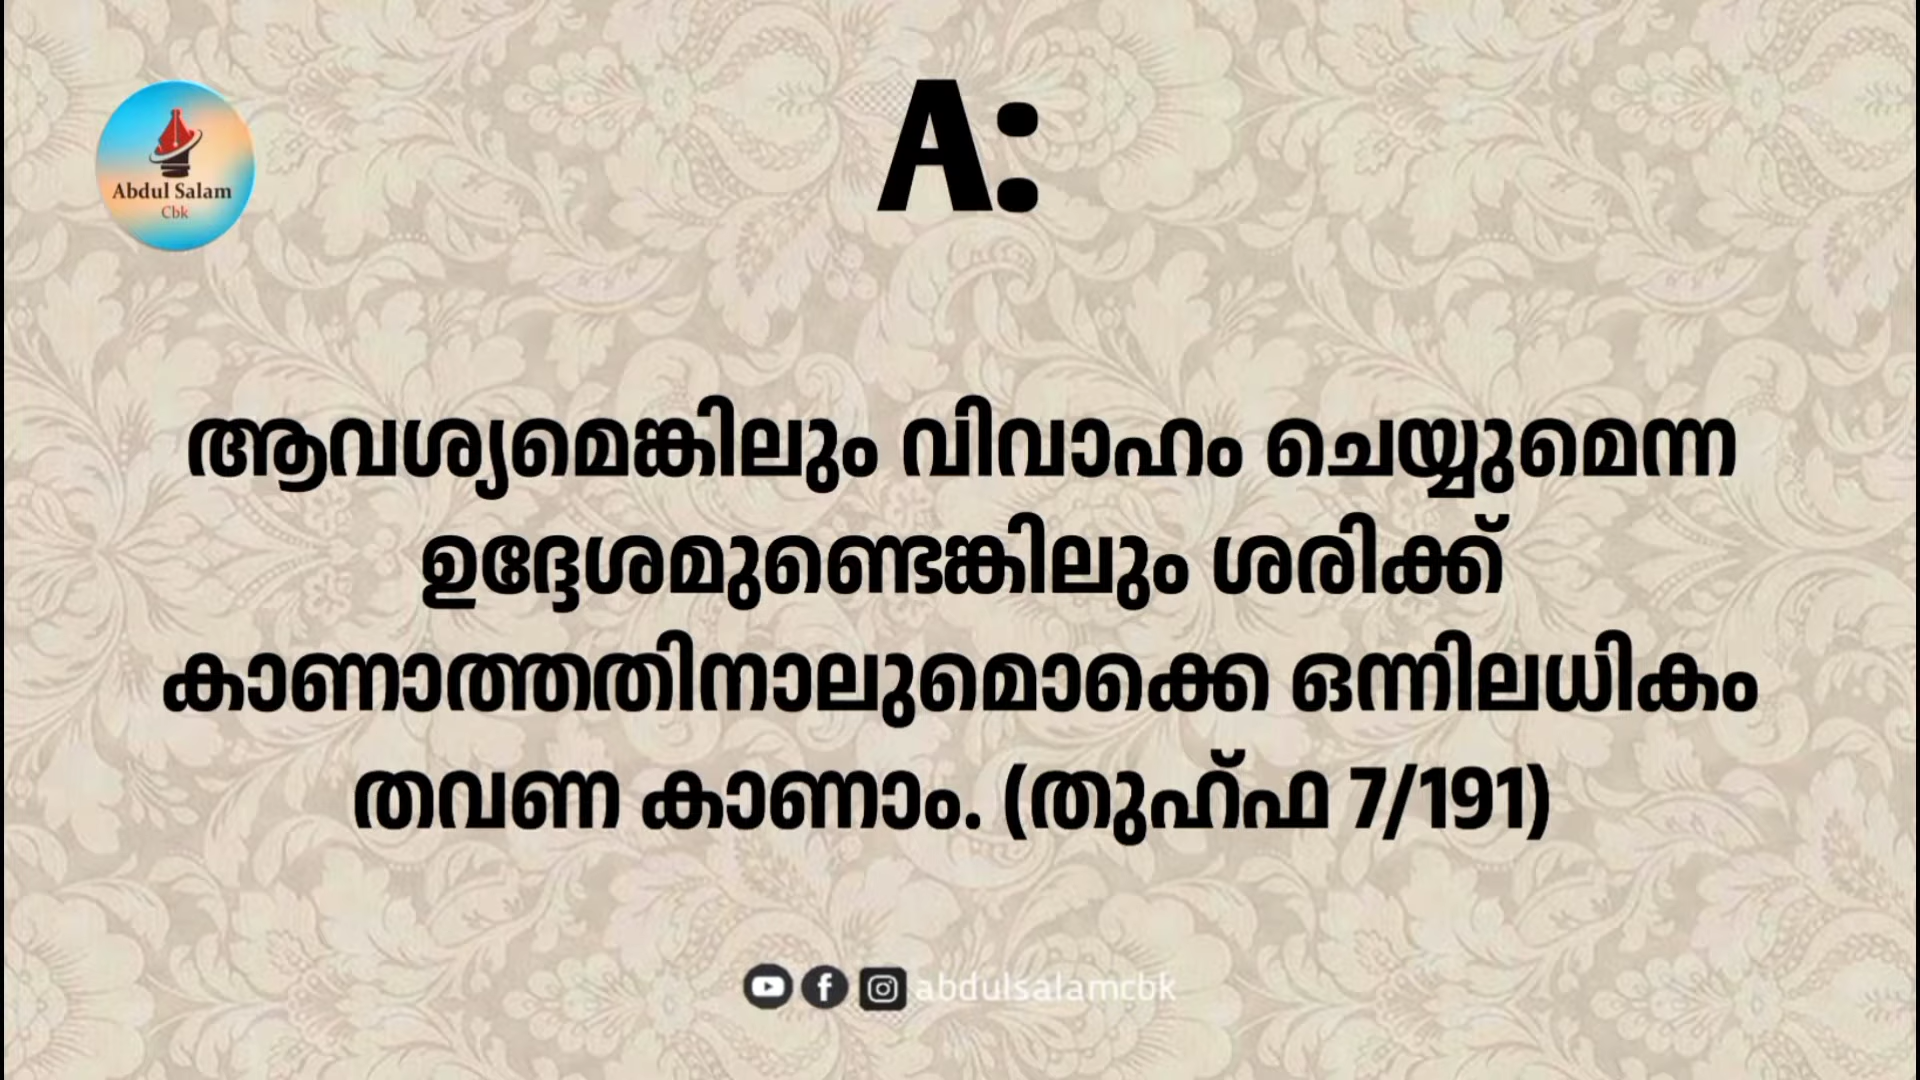 A:
Abdul Salam
Cbk
ആവശ്യമെങ്കിലും വിവാഹം ചെയ്യുമെന്ന
ഉദ്ദേശമുണ്ടെങ്കിലും ശരിക്ക്
കാണാത്തതിനാലുമൊക്കെ ഒന്നിലധികം
തവണ കാണാം. (തുഹ്ഫ 7/191)
abdulsalamcbk